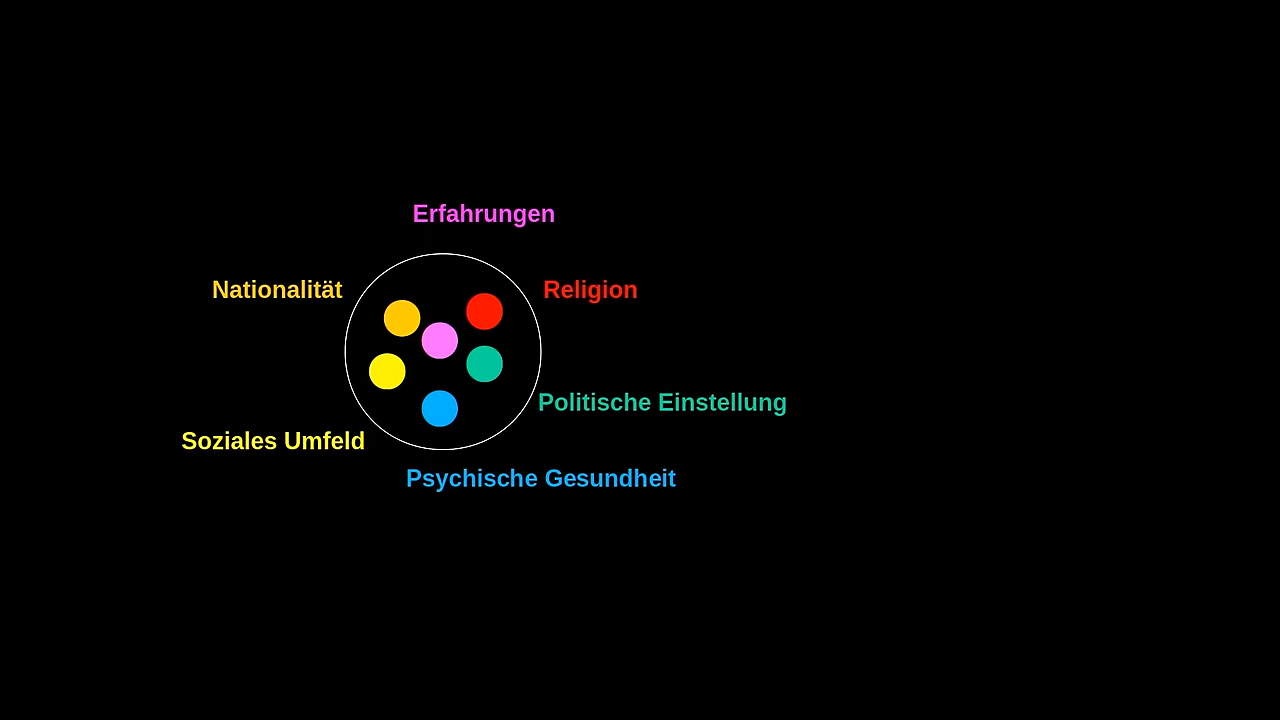 Erfahrungen
Nationalität
Religion
Politische Einstellung
Soziales Umfeld
Psychische Gesundheit